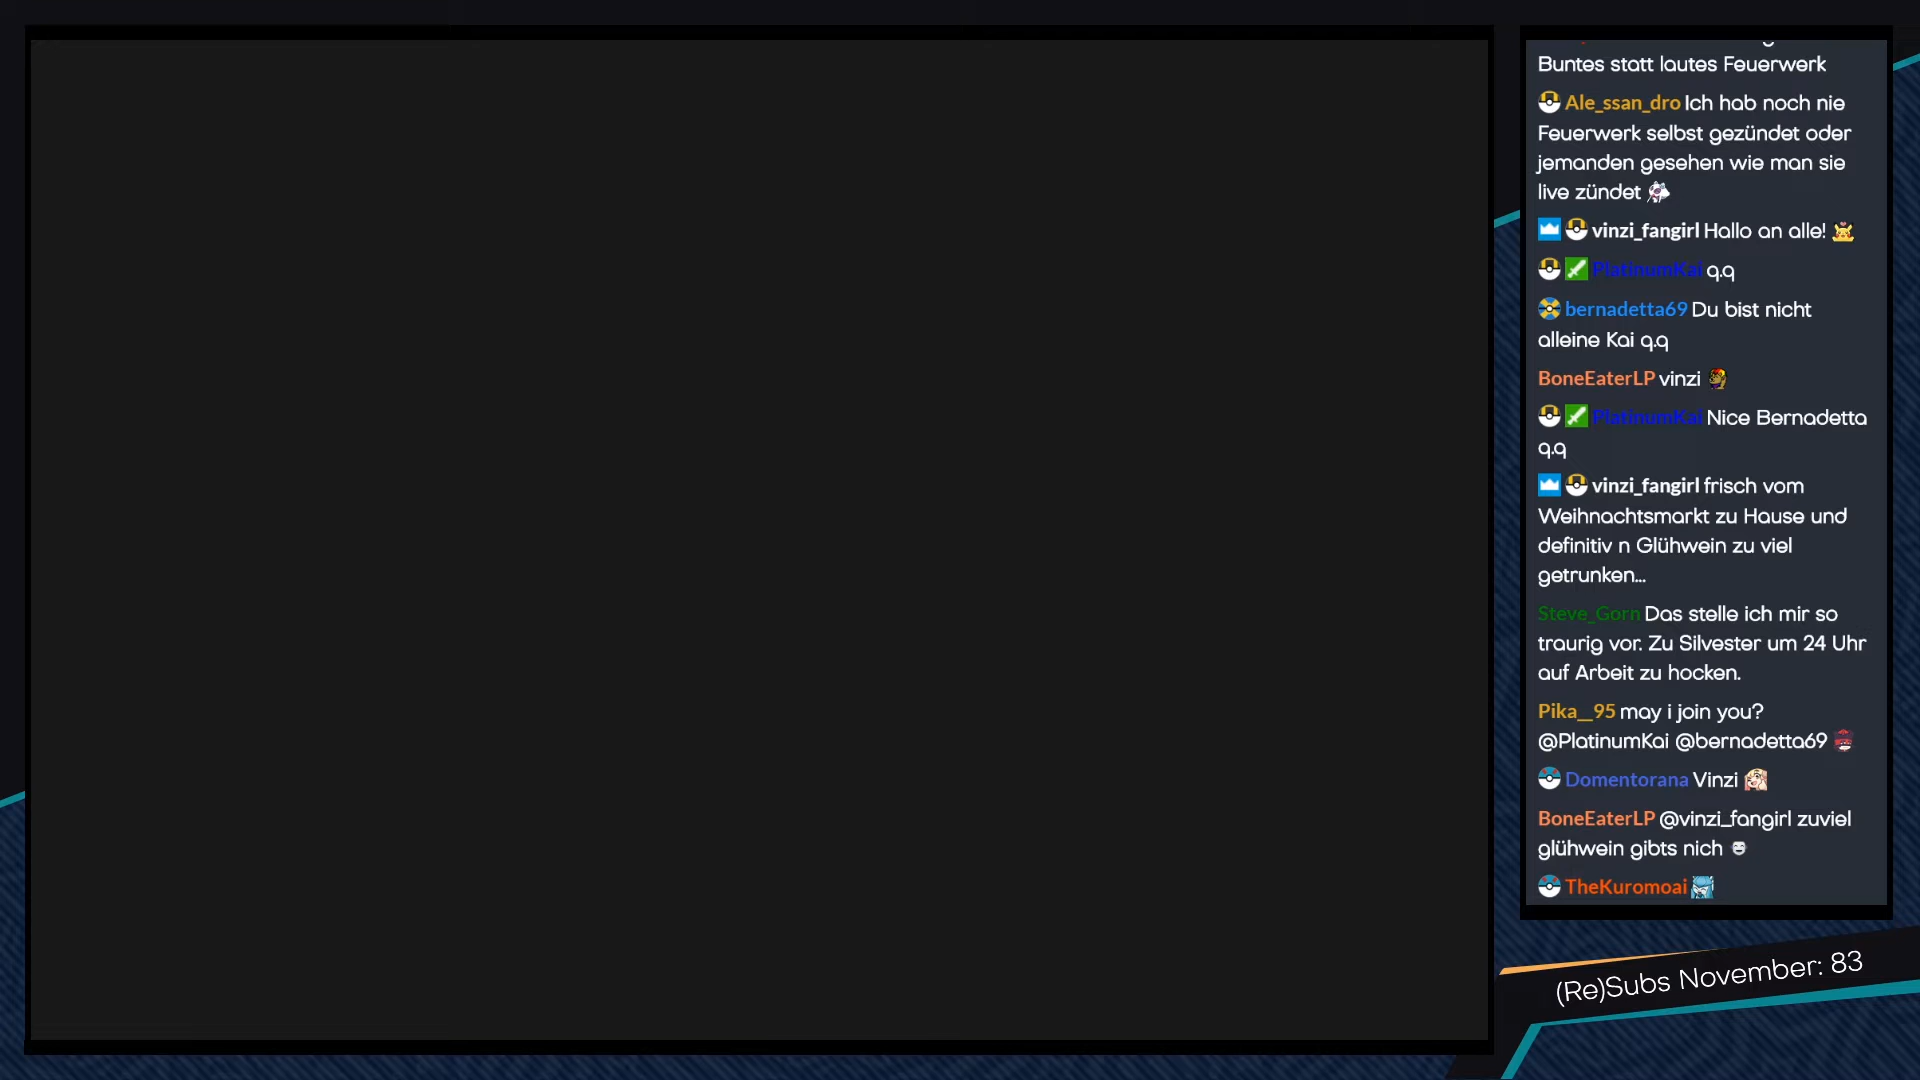 Buntes statt lautes Feuerwerk
Ale_ssan_dro Ich hab noch nie
Feuerwerk selbst gezündet oder
jemanden gesehen wie man sie
live zündet
vinzi_fangirl Hallo an alle!
PlatinumKai q.q
bernadetta69 Du bist nicht
alleine Kai q.q
BoneEaterLP vinzi
PlatinumKai Nice Bernadetta
q.q
vinzi_fangirl frisch vom
Weihnachtsmarkt zu Hause und
definitiv n Glühwein zu viel
getrunken...
Steve_Gorn Das stelle ich mir so
traurig vor. Zu Silvester um 24 Uhr
auf Arbeit zu hocken.
Pika__95 may i join you?
@PlatinumKai @bernadetta69
Domentorana Vinzi
BoneEaterLP @vinzi_fangirl zuviel
glühwein gibts nich
TheKuromoai
(Re)Subs November: 83